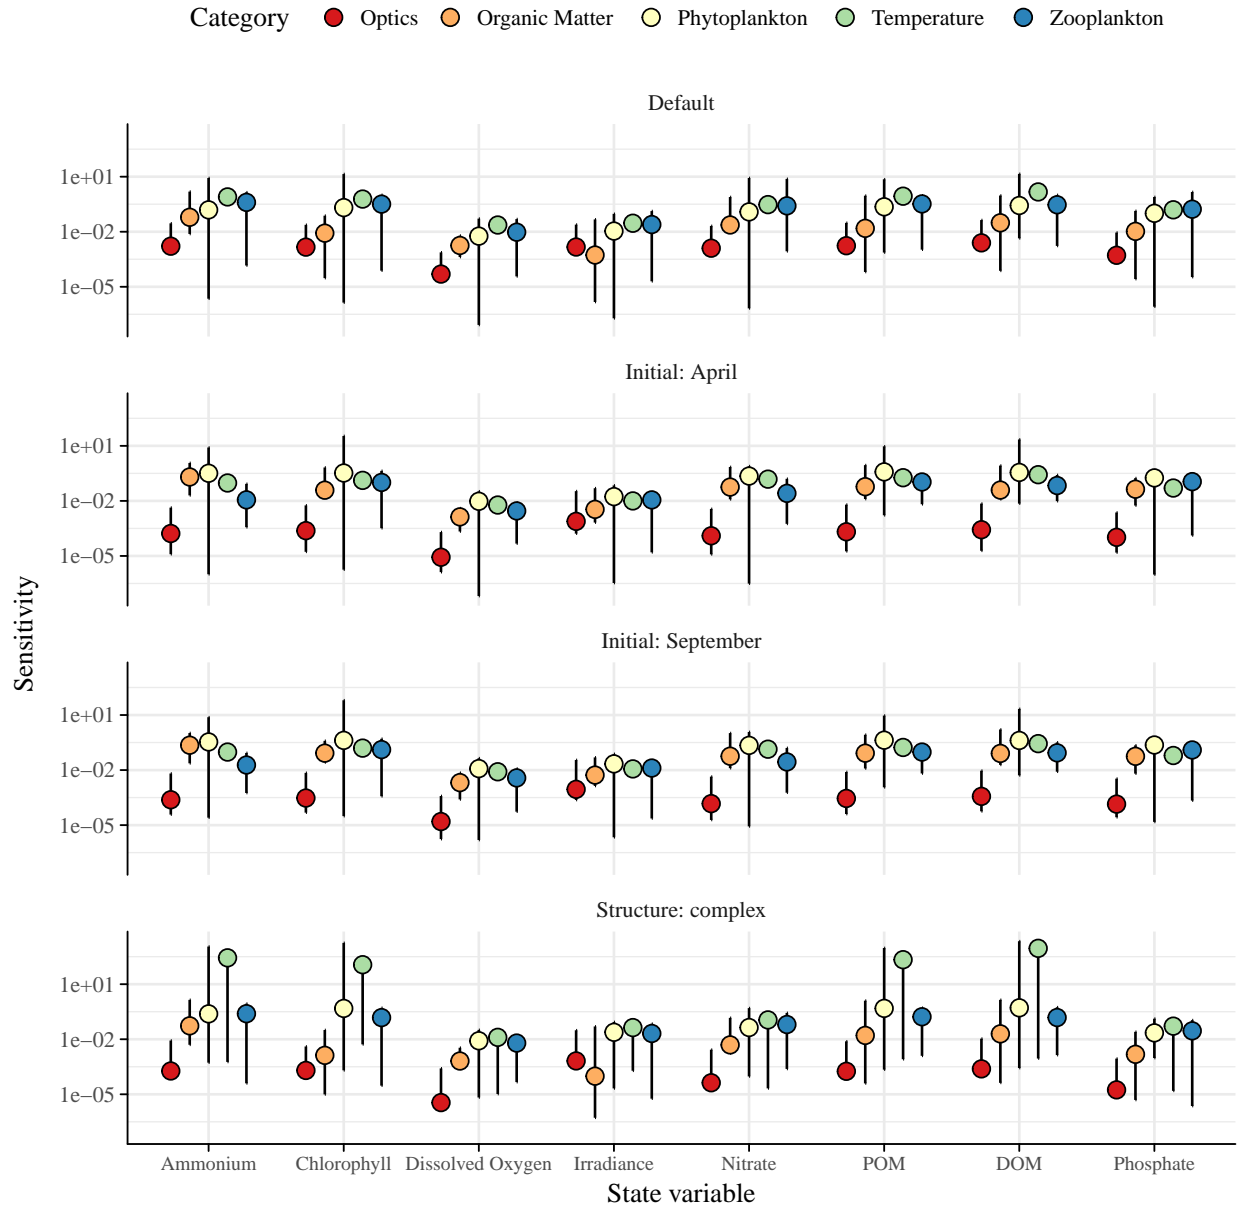 Category Optics Organic Matter Phytoplankton Temperature Zooplankton
Default
1e+01
1e−02
1e−05
Initial: April
1e+01
1e−02
1e−05
Initial: September
1e+01
1e−02
1e−05
Structure: complex
1e+01
1e−02
1e−05
Sensitivity
Ammonium Chlorophyll Dissolved Oxygen Irradiance Nitrate POM DOM Phosphate
State variable